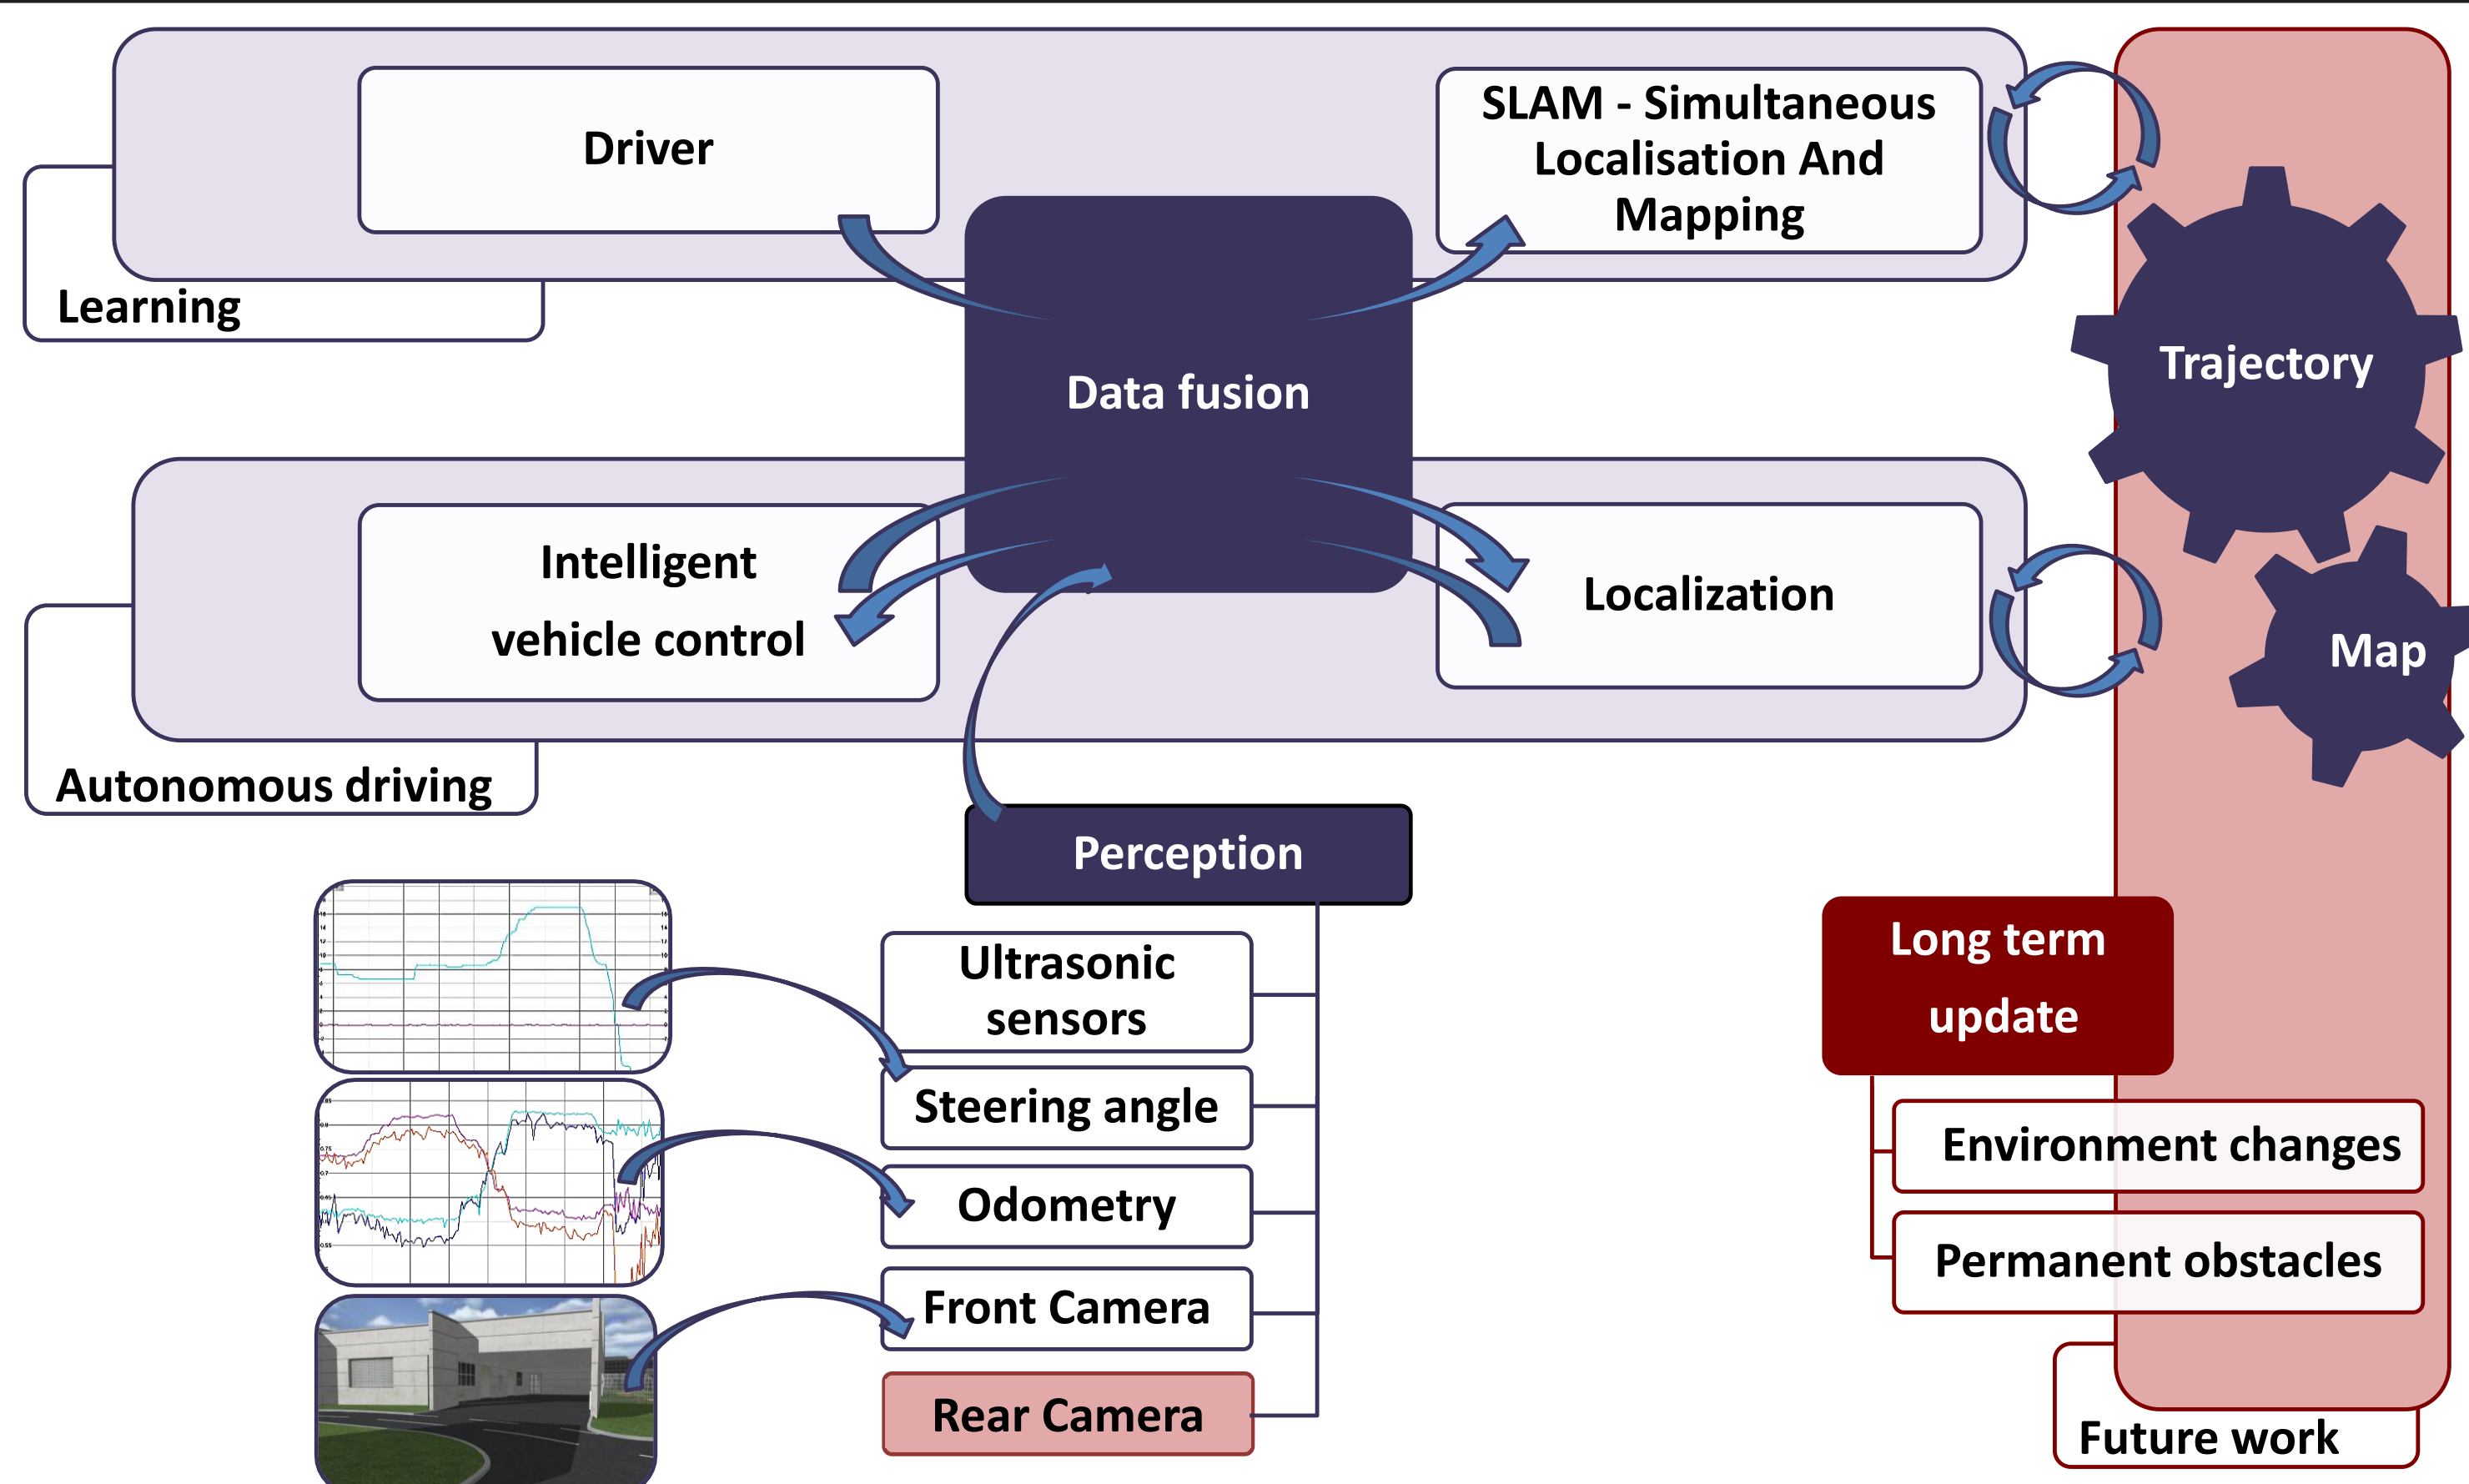 Driver
SLAM - Simultaneous
Localisation And
Mapping
Learning
Data fusion
Trajectory
Intelligent
vehicle control
Localization
Map
Autonomous driving
Perception
Ultrasonic
sensors
Steering angle
Odometry
Front Camera
Rear Camera
Long term
update
Environment changes
Permanent obstacles
Future work